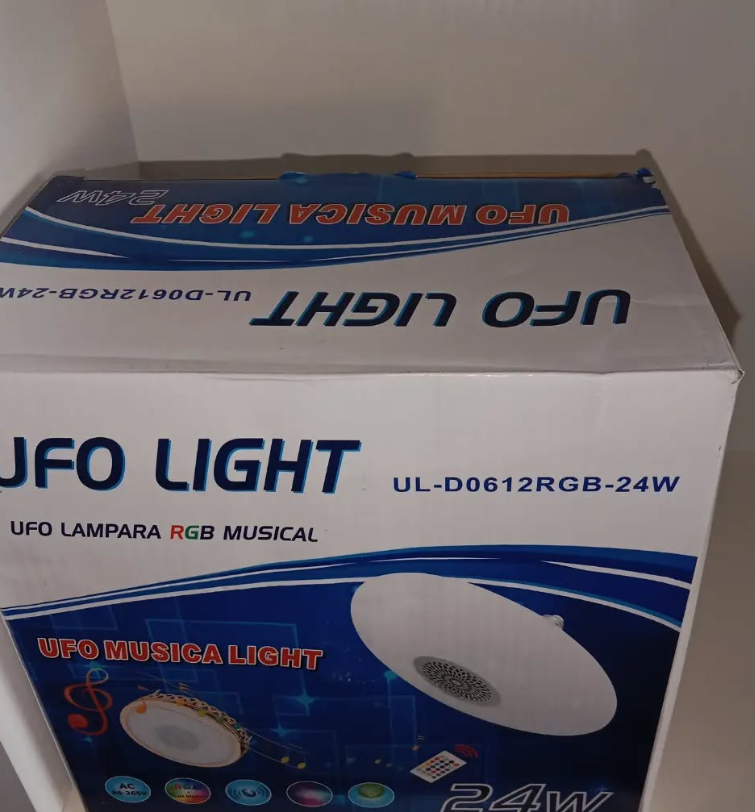 UFO MUSICA LIGHT 24W
UFO LIGHT UL-D0612RGB-24W
UFO LIGHT
UL-D0612RGB-24W
UFO LAMPARA RGB MUSICAL
UFO MUSICA LIGHT
AC
24W